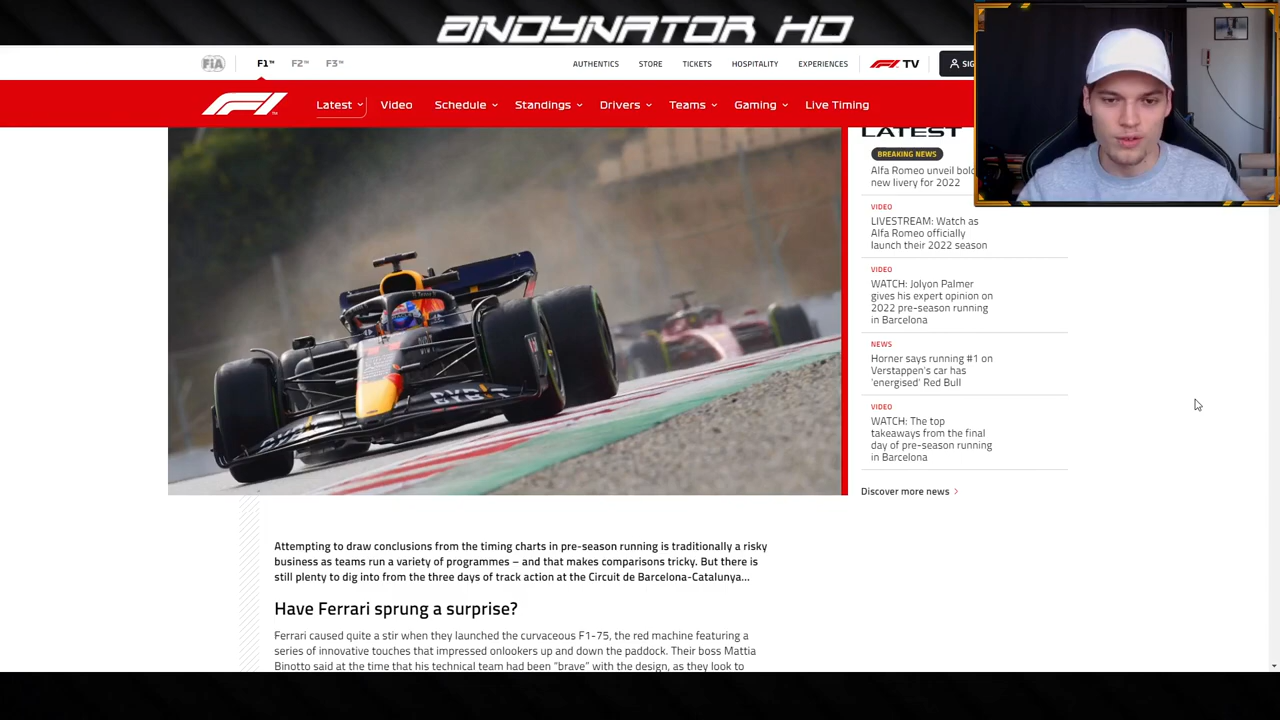 ANDYNATOR HD
FIA
F1™ F2™ F3™
AUTHENTICS STORE TICKETS HOSPITALITY EXPERIENCES F1 TV SIG
F1 Latest Video Schedule Standings Drivers Teams Gaming Live Timing
LATEST
BREAKING NEWS
Alfa Romeo unveil bold
new livery for 2022
VIDEO
LIVESTREAM: Watch as
Alfa Romeo officially
launch their 2022 season
VIDEO
WATCH: Jolyon Palmer
gives his expert opinion on
2022 pre-season running
in Barcelona
NEWS
Horner says running #1 on
Verstappen's car has
'energised' Red Bull
VIDEO
WATCH: The top
takeaways from the final
day of pre-season running
in Barcelona
Discover more news
Attempting to draw conclusions from the timing charts in pre-season running is traditionally a risky
business as teams run a variety of programmes – and that makes comparisons tricky. But there is
still plenty to dig into from the three days of track action at the Circuit de Barcelona-Catalunya...
Have Ferrari sprung a surprise?
Ferrari caused quite a stir when they launched the curvaceous F1-75, the red machine featuring a
series of innovative touches that impressed onlookers up and down the paddock. Their boss Mattia
Binotto said at the time that his technical team had been “brave” with the design, as they look to